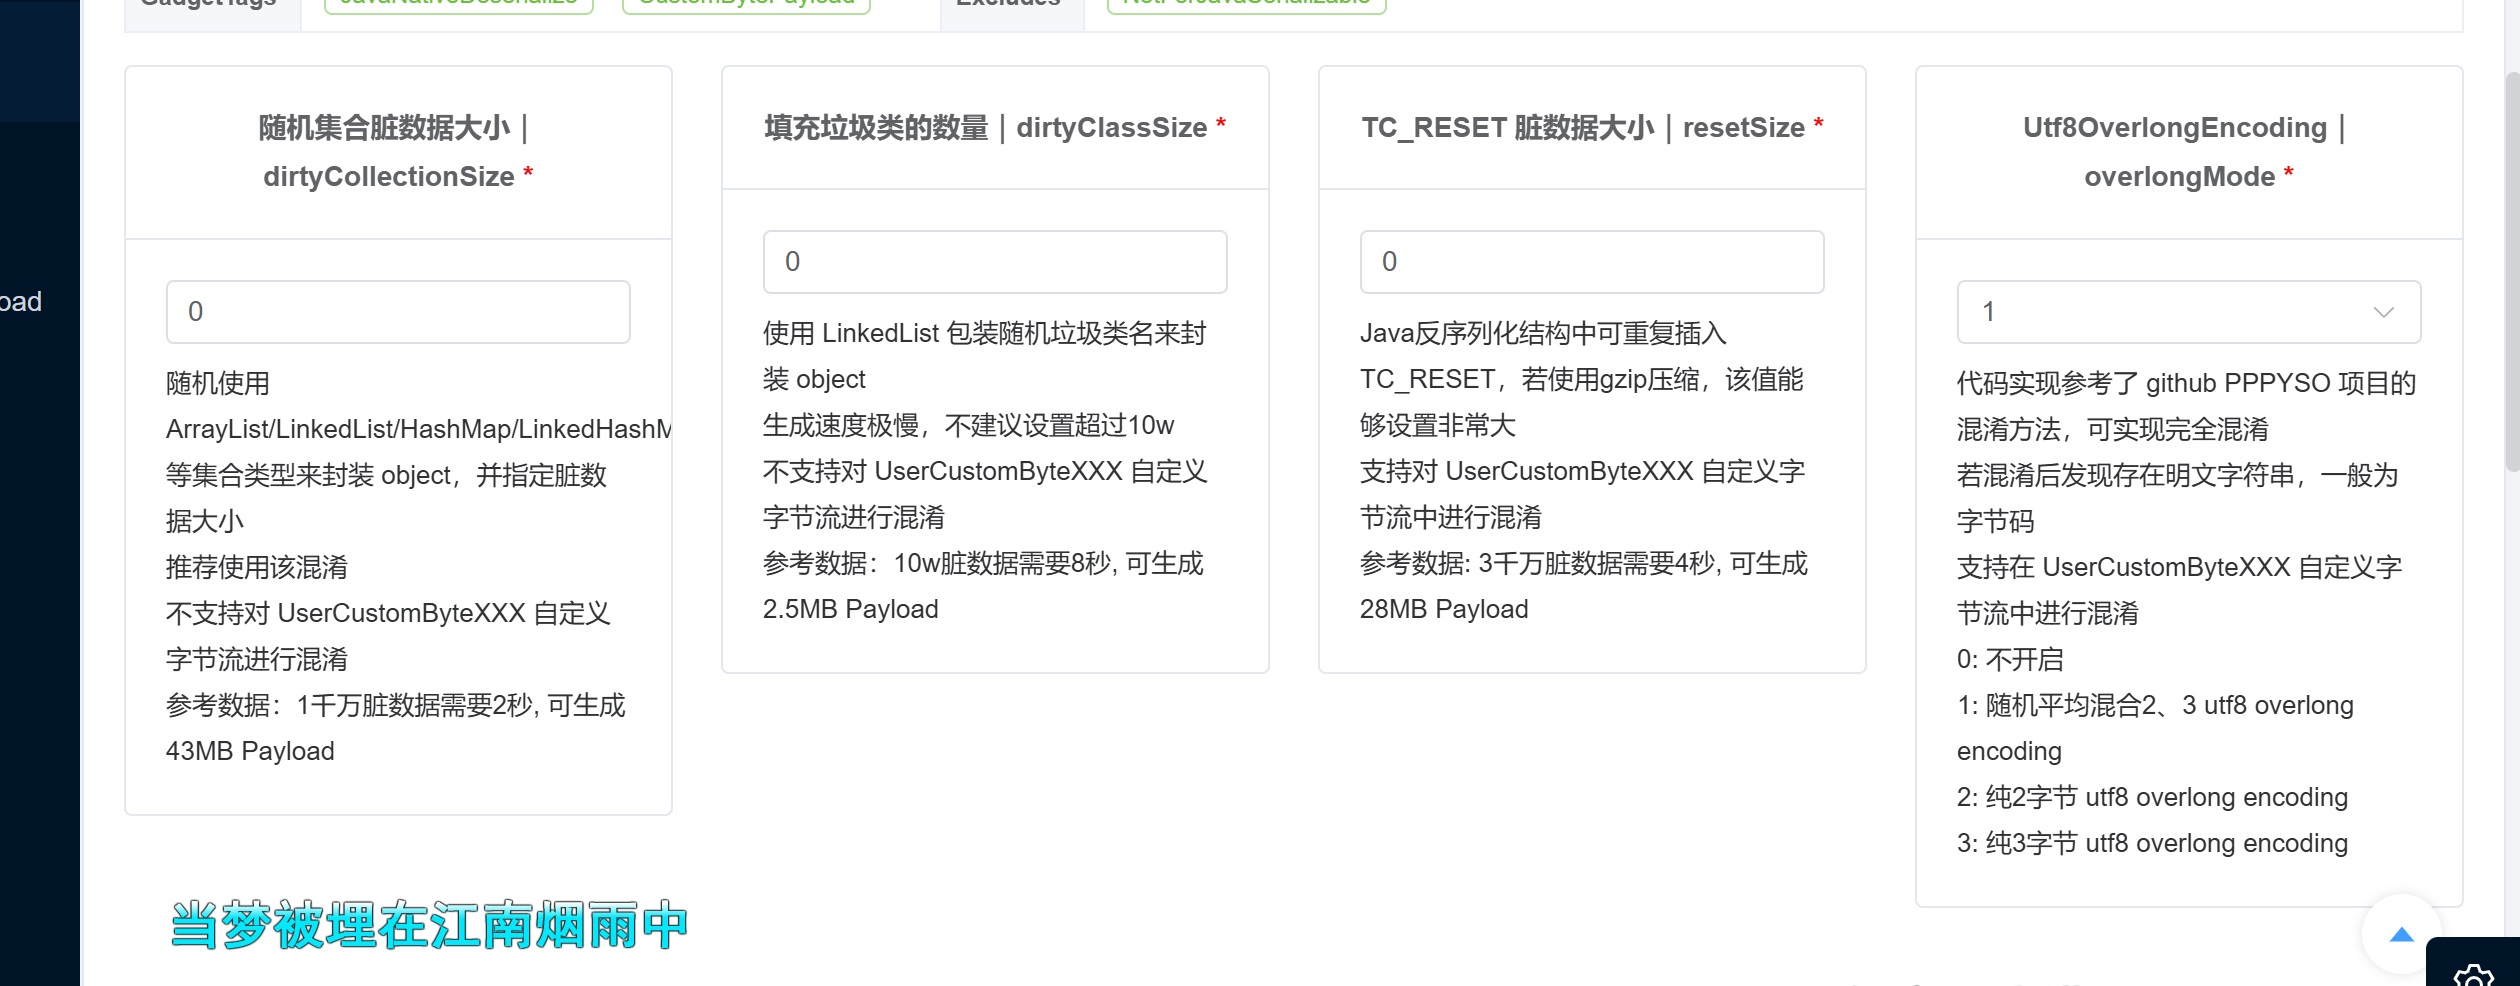 GadgetTags JavaNativeDeserialize CustomBytePayload Excludes NotForJavaSerializable
随机集合脏数据大小 |
dirtyCollectionSize *
0
随机使用
ArrayList/LinkedList/HashMap/LinkedHashM
等集合类型来封装 object，并指定脏数
据大小
推荐使用该混淆
不支持对 UserCustomByteXXX 自定义
字节流进行混淆
参考数据：1千万脏数据需要2秒, 可生成
43MB Payload
填充垃圾类的数量 | dirtyClassSize *
0
使用 LinkedList 包装随机垃圾类名来封
装 object
生成速度极慢，不建议设置超过10w
不支持对 UserCustomByteXXX 自定义
字节流进行混淆
参考数据：10w脏数据需要8秒, 可生成
2.5MB Payload
TC_RESET 脏数据大小 | resetSize *
0
Java反序列化结构中可重复插入
TC_RESET，若使用gzip压缩，该值能
够设置非常大
支持对 UserCustomByteXXX 自定义字
节流中进行混淆
参考数据: 3千万脏数据需要4秒, 可生成
28MB Payload
Utf8OverlongEncoding |
overlongMode *
1
代码实现参考了 github PPPYSO 项目的
混淆方法，可实现完全混淆
若混淆后发现存在明文字符串，一般为
字节码
支持在 UserCustomByteXXX 自定义字
节流中进行混淆
0: 不开启
1: 随机平均混合2、3 utf8 overlong
encoding
2: 纯2字节 utf8 overlong encoding
3: 纯3字节 utf8 overlong encoding
oad
当梦被埋在江南烟雨中